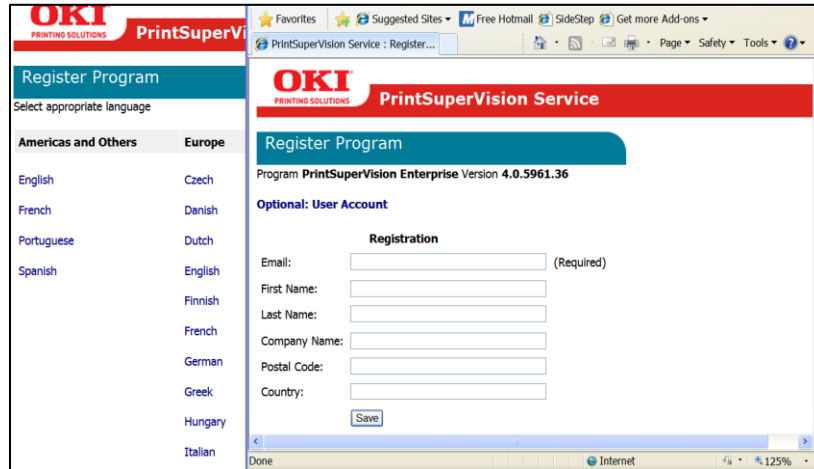 OKI
PRINTING SOLUTIONS
PrintSuperVi
Register Program
Select appropriate language
Americas and Others Europe
English Czech
French Danish
Portuguese Dutch
Spanish English
Finnish
French
German
Greek
Hungary
Italian
Favorites Suggested Sites Free Hotmail SideStep Get more Add-ons
PrintSuperVision Service : Register... Page Safety Tools
OKI
PRINTING SOLUTIONS
PrintSuperVision Service
Register Program
Program PrintSuperVision Enterprise Version 4.0.5961.36
Optional: User Account
Registration
Email: (Required)
First Name:
Last Name:
Company Name:
Postal Code:
Country:
Save
Done Internet 125%